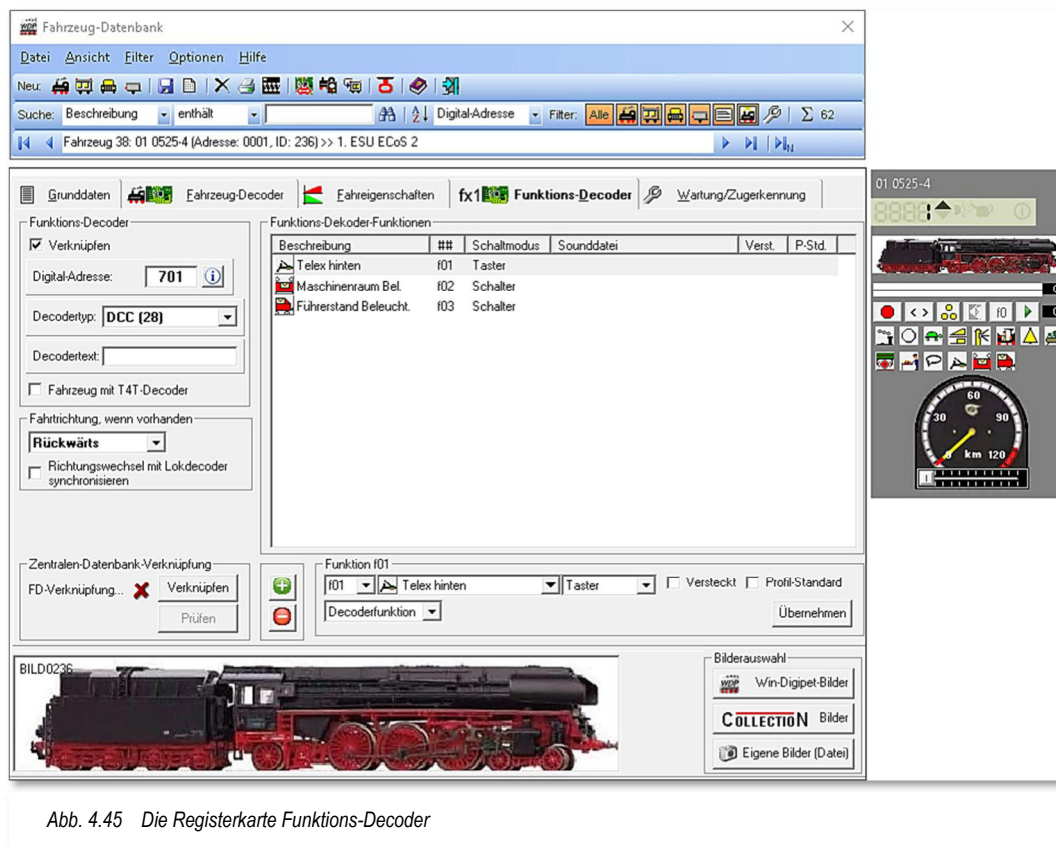 WDP Fahrzeug-Datenbank
Datei Ansicht Filter Optionen Hilfe
Neu:
Suche: Beschreibung enthält Digital-Adresse Filter: Alle Σ 62
Fahrzeug 38: 01 0525-4 (Adresse: 0001, ID: 236) >> 1. ESU ECoS 2 N
Grunddaten Fahrzeug-Decoder Fahreigenschaften fx1 Funktions-Decoder Wartung/Zugerkennung
Funktions-Decoder
Verknüpfen
Digital-Adresse: 701
Decodertyp: DCC (28)
Decodertext:
Fahrzeug mit T4T-Decoder
Fahrtrichtung, wenn vorhanden
Rückwärts
Richtungswechsel mit Lokdecoder
synchronisieren
Funktions-Dekoder-Funktionen
Beschreibung ## Schaltmodus Sounddatei Verst. P-Std.
Telex hinten f01 Taster
Maschinenraum Bel. f02 Schalter
Führerstand Beleucht. f03 Schalter
Zentralen-Datenbank-Verknüpfung
FD-Verknüpfung... Verknüpfen
Prüfen
Funktion f01
f01 Telex hinten Taster Versteckt Profil-Standard
Decoderfunktion Übernehmen
BILD0236
Bilderauswahl
WDP Win-Digipet-Bilder
COLLECTION Bilder
Eigene Bilder (Datei)
01 0525-4
f0
30 60 90
0 km 120
Abb. 4.45 Die Registerkarte Funktions-Decoder